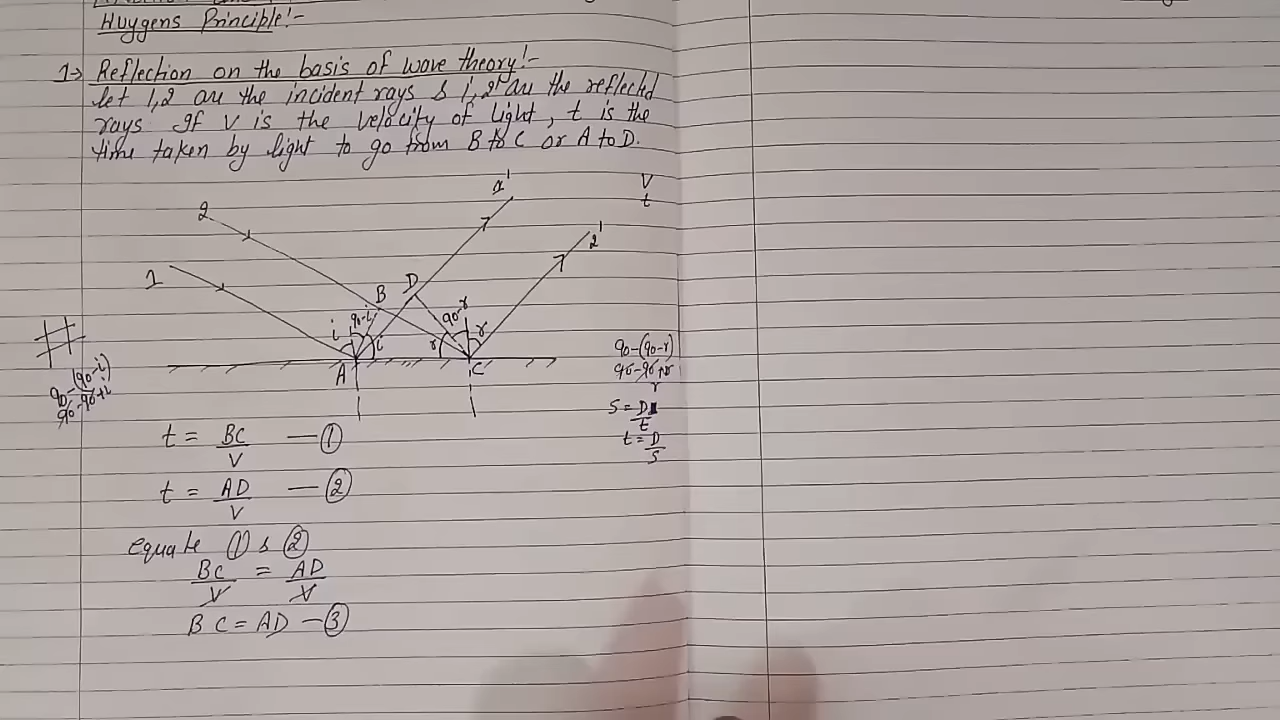 Huygens Principle!-
1→ Reflection on the basis of wave theory!-
let 1,2 are the incident rays & 1', 2' are the reflected
rays If V is the velocity of light, t is the
time taken by light to go from B to C or A to D.
V
t
2
1'
2'
1
B
D
i
90-i
i
90-r
r
r
A
C
90-(90-i)
90-90+i
90-(90-r)
90-90+r
r
S = D/t
t = D/S
t = BC/V —①
t = AD/V —②
equate ① & ②
BC/V = AD/V
BC = AD —③